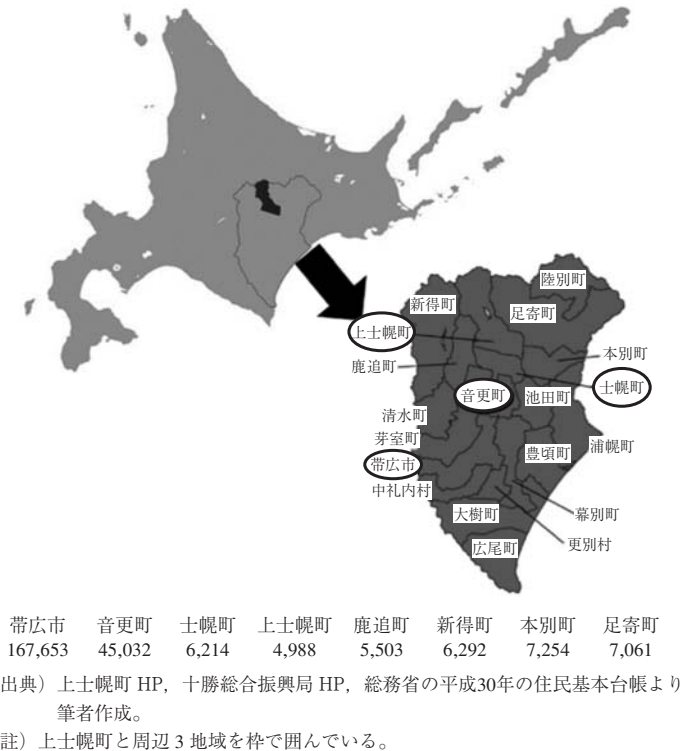 陸別町
新得町
足寄町
上士幌町
本別町
鹿追町
士幌町
音更町
池田町
清水町
芽室町
豊頃町
浦幌町
帯広市
中札内村
大樹町
幕別町
更別村
広尾町
帯広市 音更町 士幌町 上士幌町 鹿追町 新得町 本別町 足寄町
167,653 45,032 6,214 4,988 5,503 6,292 7,254 7,061
出典）上士幌町 HP，十勝総合振興局 HP，総務省の平成30年の住民基本台帳より
筆者作成。
註）上士幌町と周辺 3 地域を枠で囲んでいる。